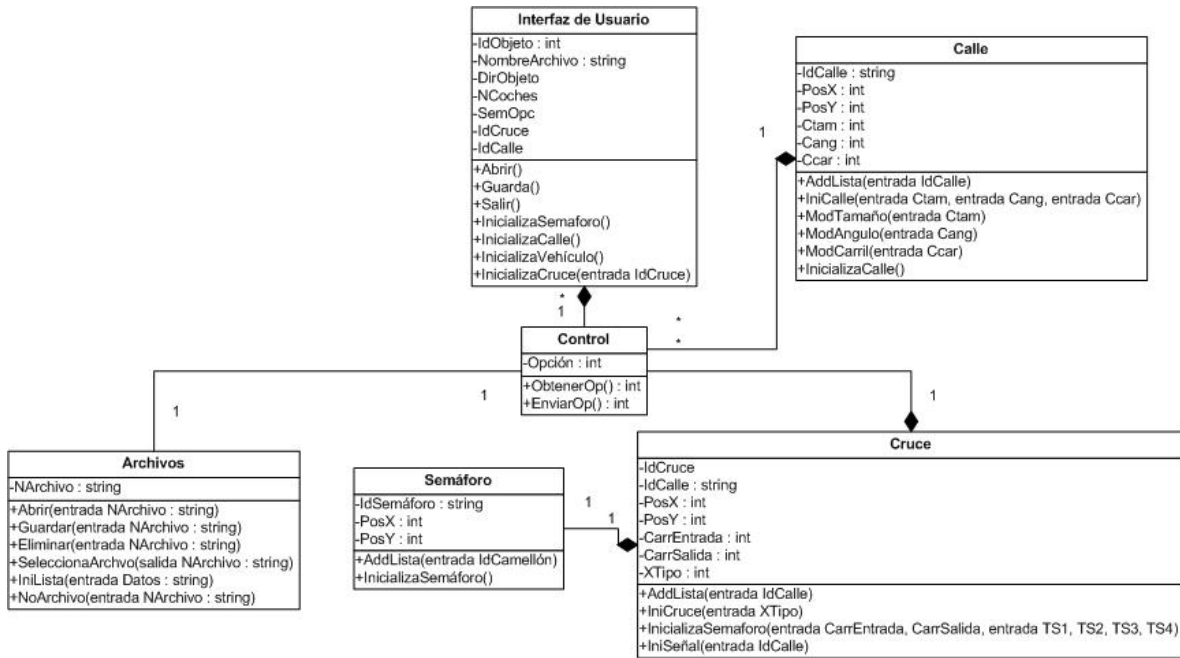 Interfaz de Usuario
-IdObjeto : int
-NombreArchivo : string
-DirObjeto
-NCoches
-SemOpc
-IdCruce
-IdCalle
+Abrir()
+Guarda()
+Salir()
+InicializaSemaforo()
+InicializaCalle()
+InicializaVehículo()
+InicializaCruce(entrada IdCruce)
Calle
-IdCalle : string
-PosX : int
-PosY : int
-Ctam : int
-Cang : int
-Ccar : int
+AddLista(entrada IdCalle)
+IniCalle(entrada Ctam, entrada Cang, entrada Ccar)
+ModTamaño(entrada Ctam)
+ModAngulo(entrada Cang)
+ModCarril(entrada Ccar)
+InicializaCalle()
1
*
1
*
*
Control
-Opción : int
+ObtenerOp() : int
+EnviarOp() : int
1
1
1
Archivos
-NArchivo : string
+Abrir(entrada NArchivo : string)
+Guardar(entrada NArchivo : string)
+Eliminar(entrada NArchivo : string)
+SeleccionaArchvo(salida NArchivo : string)
+IniLista(entrada Datos : string)
+NoArchivo(entrada NArchivo : string)
Semáforo
-IdSemáforo : string
-PosX : int
-PosY : int
+AddLista(entrada IdCamellón)
+InicializaSemáforo()
1
1
Cruce
-IdCruce
-IdCalle : string
-PosX : int
-PosY : int
-CarrEntrada : int
-CarrSalida : int
-XTipo : int
+AddLista(entrada IdCalle)
+IniCruce(entrada XTipo)
+InicializaSemaforo(entrada CarrEntrada, CarrSalida, entrada TS1, TS2, TS3, TS4)
+IniSeñal(entrada IdCalle)